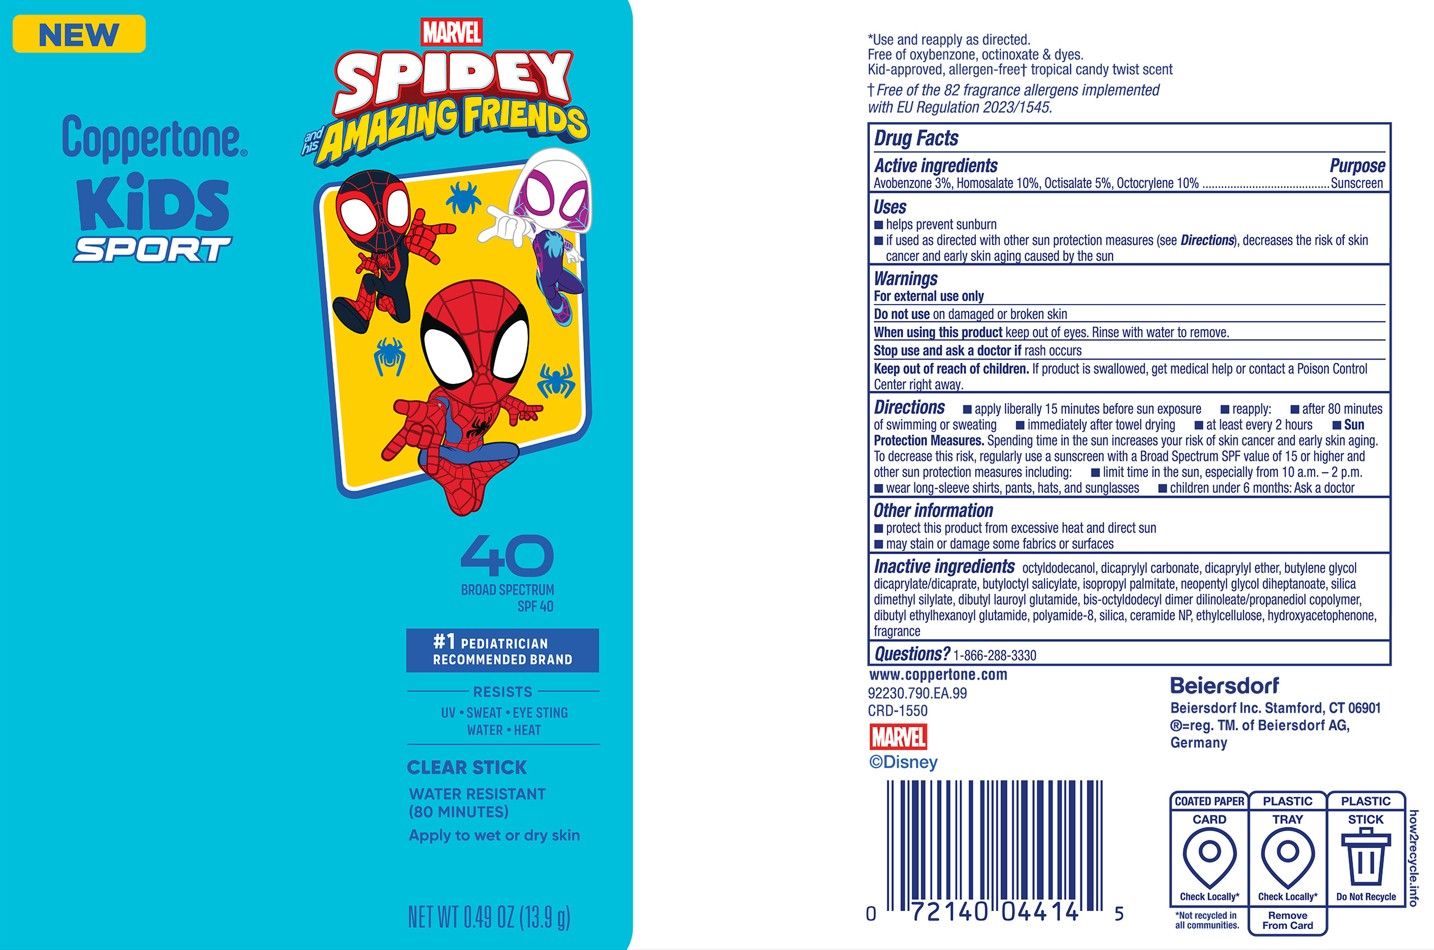 NEW
Coppertone®
KiDS
SPORT
MARVEL
SPIDEY
and his AMAZING FRIENDS
40
BROAD SPECTRUM
SPF 40
#1 PEDIATRICIAN
RECOMMENDED BRAND
RESISTS
UV • SWEAT • EYE STING
WATER • HEAT
CLEAR STICK
WATER RESISTANT
(80 MINUTES)
Apply to wet or dry skin
NET WT 0.49 OZ (13.9 g)
*Use and reapply as directed.
Free of oxybenzone, octinoxate & dyes.
Kid-approved, allergen-free† tropical candy twist scent
† Free of the 82 fragrance allergens implemented
with EU Regulation 2023/1545.
Drug Facts
Active ingredients Purpose
Avobenzone 3%, Homosalate 10%, Octisalate 5%, Octocrylene 10% ........................................ Sunscreen
Uses
■ helps prevent sunburn
■ if used as directed with other sun protection measures (see Directions), decreases the risk of skin
cancer and early skin aging caused by the sun
Warnings
For external use only
Do not use on damaged or broken skin
When using this product keep out of eyes. Rinse with water to remove.
Stop use and ask a doctor if rash occurs
Keep out of reach of children. If product is swallowed, get medical help or contact a Poison Control
Center right away.
Directions ■ apply liberally 15 minutes before sun exposure ■ reapply: ■ after 80 minutes
of swimming or sweating ■ immediately after towel drying ■ at least every 2 hours ■ Sun
Protection Measures. Spending time in the sun increases your risk of skin cancer and early skin aging.
To decrease this risk, regularly use a sunscreen with a Broad Spectrum SPF value of 15 or higher and
other sun protection measures including: ■ limit time in the sun, especially from 10 a.m. – 2 p.m.
■ wear long-sleeve shirts, pants, hats, and sunglasses ■ children under 6 months: Ask a doctor
Other information
■ protect this product from excessive heat and direct sun
■ may stain or damage some fabrics or surfaces
Inactive ingredients octyldodecanol, dicaprylyl carbonate, dicaprylyl ether, butylene glycol
dicaprylate/dicaprate, butyloctyl salicylate, isopropyl palmitate, neopentyl glycol diheptanoate, silica
dimethyl silylate, dibutyl lauroyl glutamide, bis-octyldodecyl dimer dilinoleate/propanediol copolymer,
dibutyl ethylhexanoyl glutamide, polyamide-8, silica, ceramide NP, ethylcellulose, hydroxyacetophenone,
fragrance
Questions? 1-866-288-3330
www.coppertone.com
92230.790.EA.99
CRD-1550
MARVEL
©Disney
Beiersdorf
Beiersdorf Inc. Stamford, CT 06901
®=reg. TM. of Beiersdorf AG,
Germany
0 72140 04414 5
COATED PAPER PLASTIC PLASTIC
CARD TRAY STICK
Check Locally* Check Locally* Do Not Recycle
*Not recycled in
all communities.
Remove
From Card
how2recycle.info